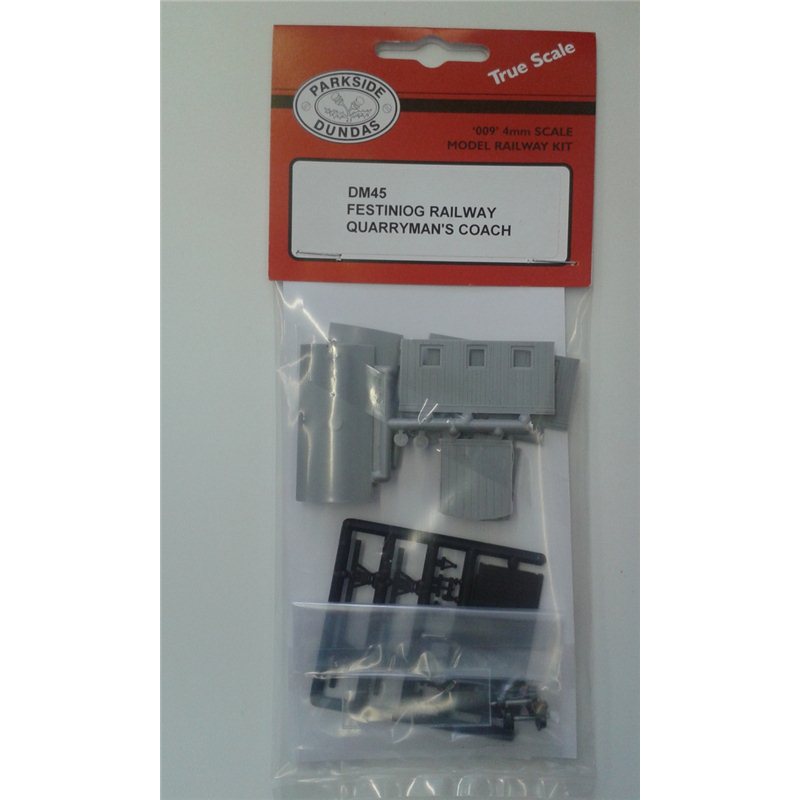 True Scale
PARKSIDE
DUNDAS
'009' 4mm SCALE
MODEL RAILWAY KIT
DM45
FESTINIOG RAILWAY
QUARRYMAN'S COACH